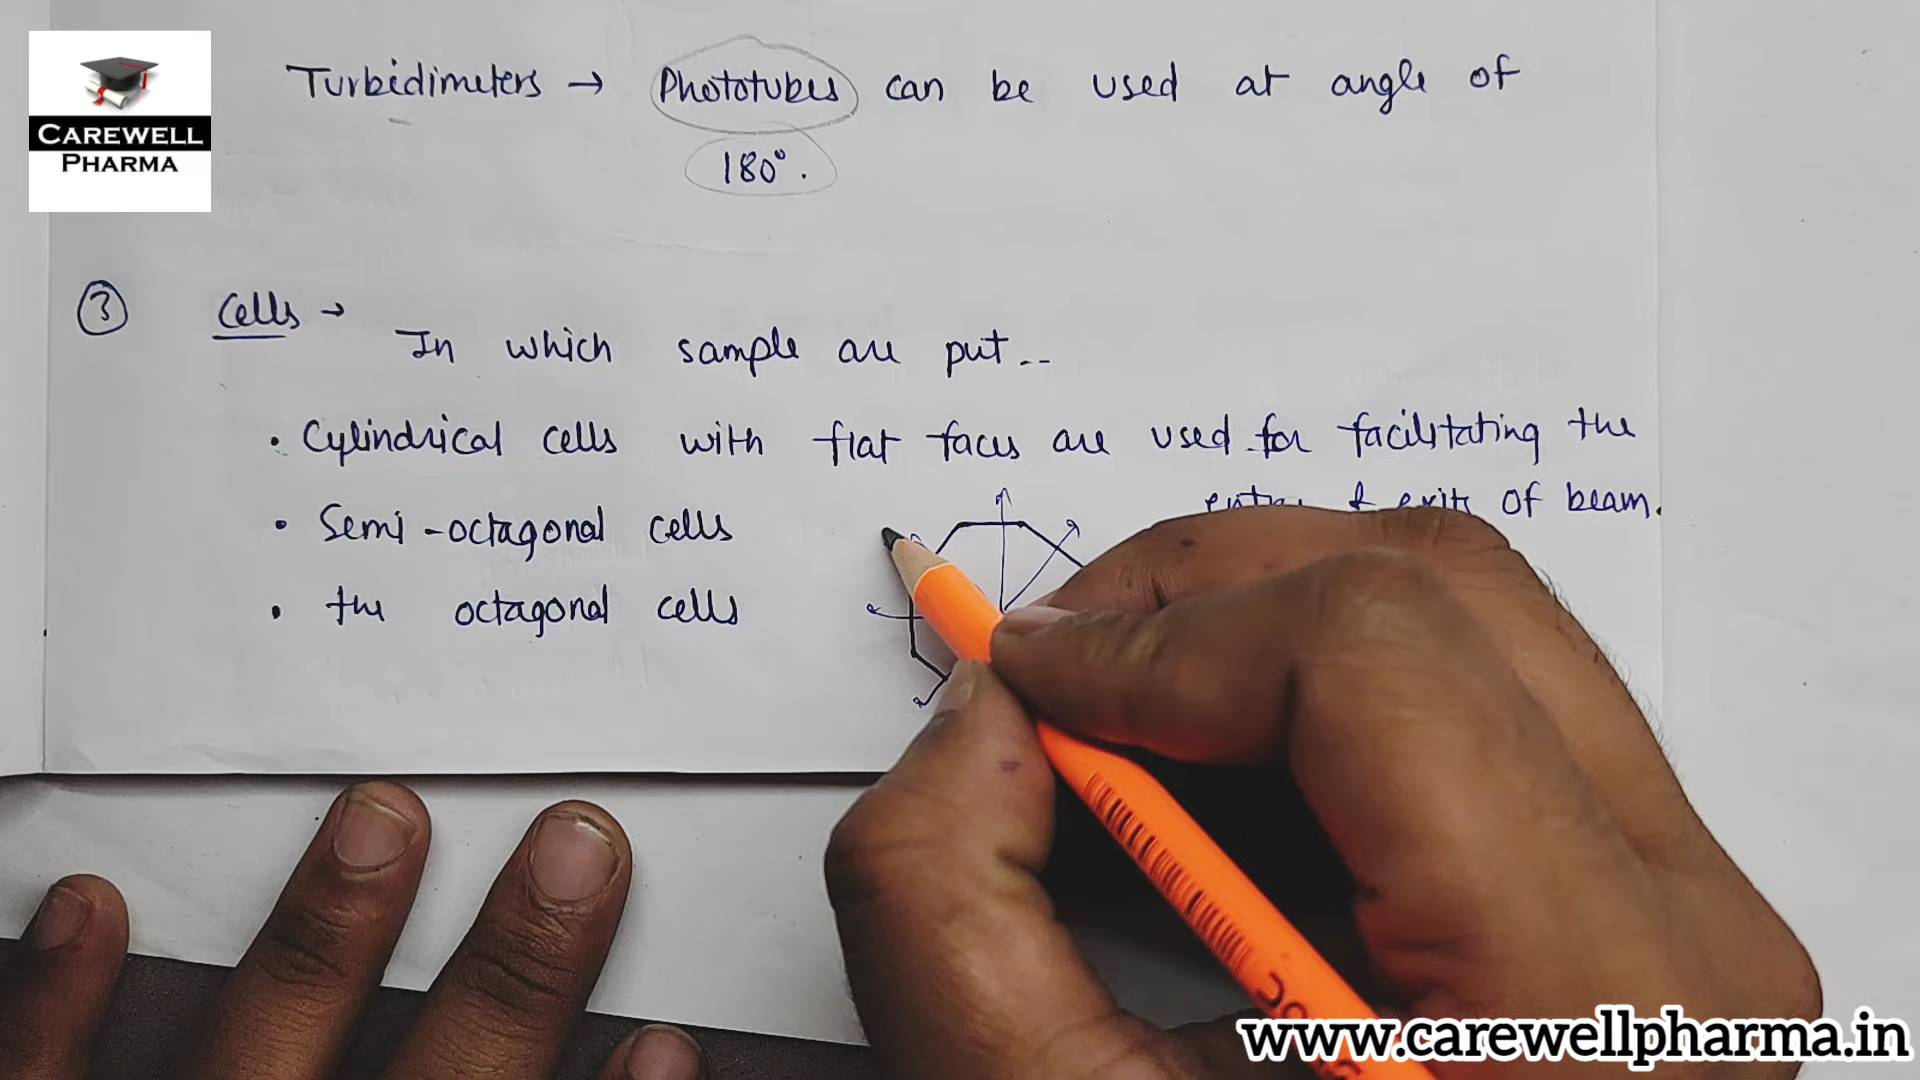 CAREWELL
PHARMA
Turbidimeters → Phototubes can be used at angle of
180°.
③ Cells →
In which sample are put..
• Cylindrical cells with flat faces are used for facilitating the
of beam.
• Semi-octagonal cells
• the octagonal cells
www.carewellpharma.in